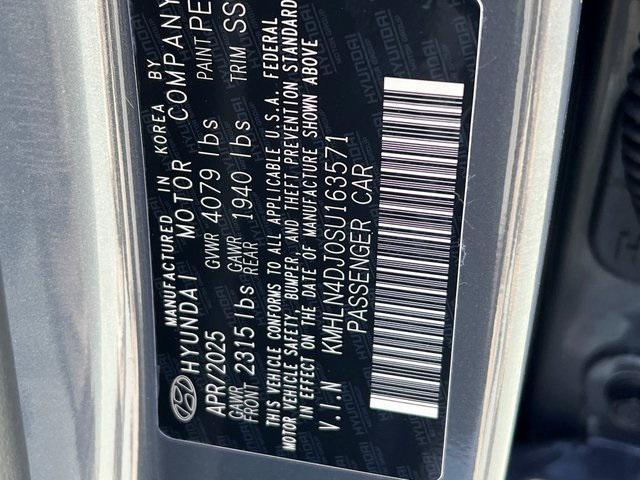 MANUFACTURED IN KOREA BY
HYUNDAI MOTOR COMPANY
APR/2025 GVWR 4079 lbs PAINT PE
GAWR FRONT 2315 lbs GAWR REAR 1940 lbs TRIM SS
THIS VEHICLE CONFORMS TO ALL APPLICABLE U.S.A. FEDERAL
MOTOR VEHICLE SAFETY, BUMPER, AND THEFT PREVENTION STANDARD
IN EFFECT ON THE DATE OF MANUFACTURE SHOWN ABOVE
V.I.N KMHLN4DJ0SU163571
PASSENGER CAR